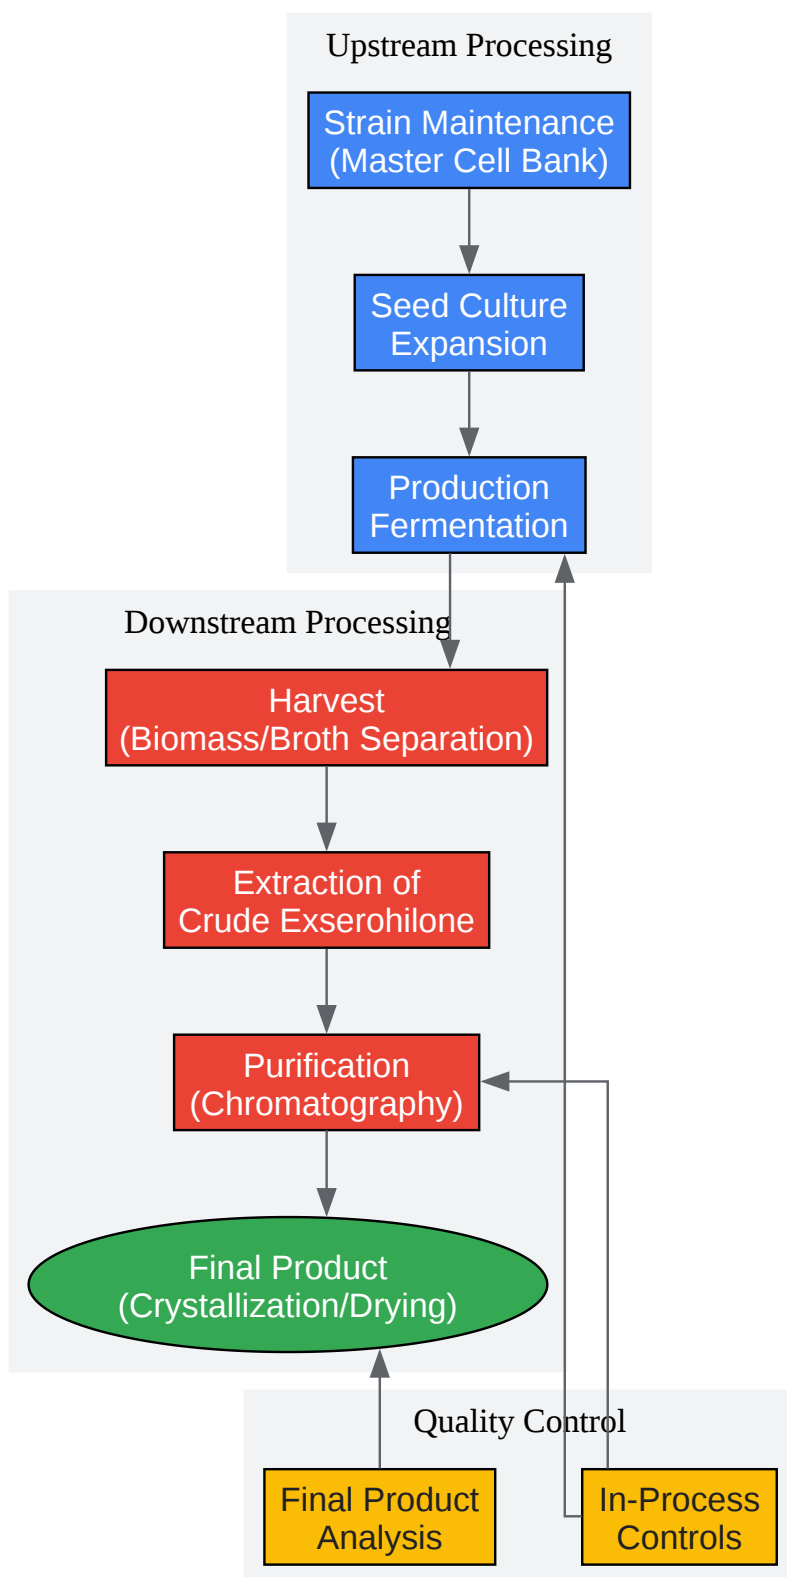 Upstream Processing
Strain Maintenance
(Master Cell Bank)
Seed Culture
Expansion
Production
Fermentation
Downstream Processing
Harvest
(Biomass/Broth Separation)
Extraction of
Crude Exserohilone
Purification
(Chromatography)
Final Product
(Crystallization/Drying)
Quality Control
Final Product
Analysis
In-Process
Controls